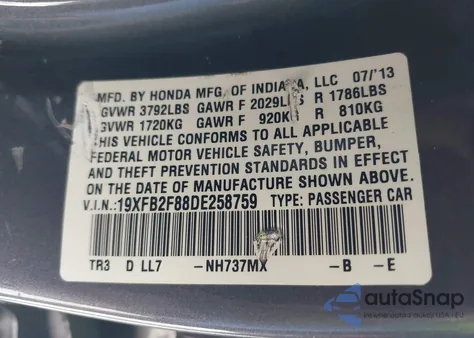 MFD. BY HONDA MFG. OF INDIANA, LLC 07/'13
GVWR 3792LBS GAWR F 2029LBS R 1786LBS
GVWR 1720KG GAWR F 920KG R 810KG
THIS VEHICLE CONFORMS TO ALL APPLICABLE
FEDERAL MOTOR VEHICLE SAFETY, BUMPER,
AND THEFT PREVENTION STANDARDS IN EFFECT
ON THE DATE OF MANUFACTURE SHOWN ABOVE.
V.I.N.: 19XFB2F88DE258759 TYPE: PASSENGER CAR
TR3 D LL7 -NH737MX -B -E
autoSnap